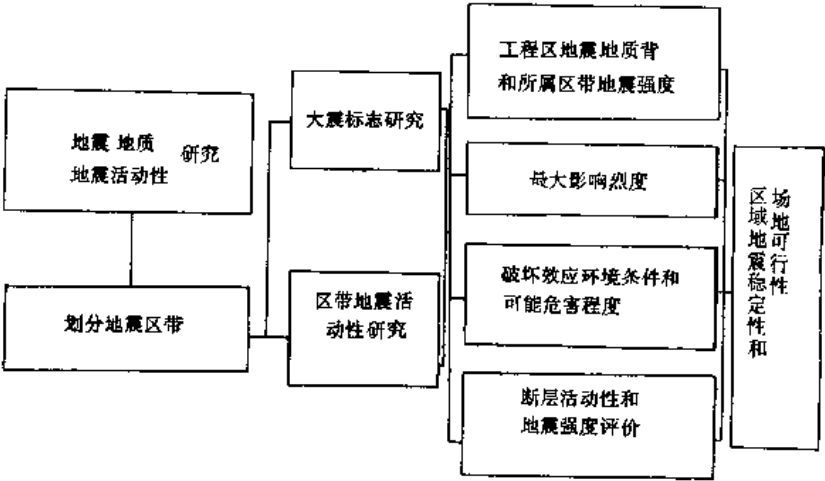 地震 地质
地震活动性
研究
划分地震区带
大震标志研究
区带地震活
动性研究
工程区地震地质背
和所属区带地震强度
最大影响烈度
破坏效应环境条件和
可能危害程度
断层活动性和
地震强度评价
区域地震稳定性和
场地可行性